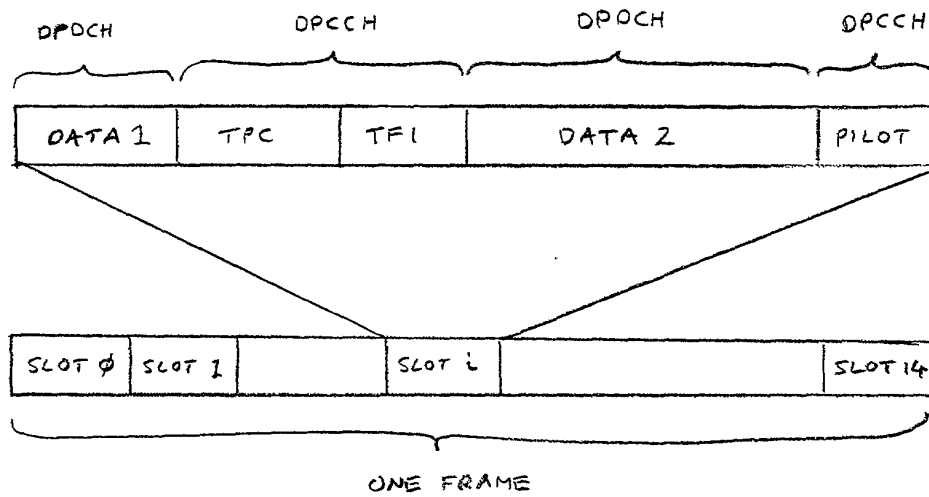 DPDCH DPCCH DPDCH DPCCH
DATA 1 TPC TFI DATA 2 PILOT
SLOT Ø SLOT 1 SLOT i SLOT 14
ONE FRAME